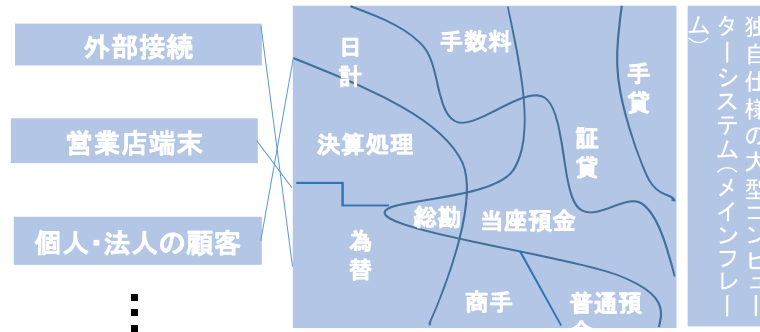 外部接続
営業店端末
個人・法人の顧客
日計
手数料
手貸
決算処理
証貸
総勘
当座預金
為替
商手
普通預金
独自仕様の大型コンピューターシステム（メインフレーム）